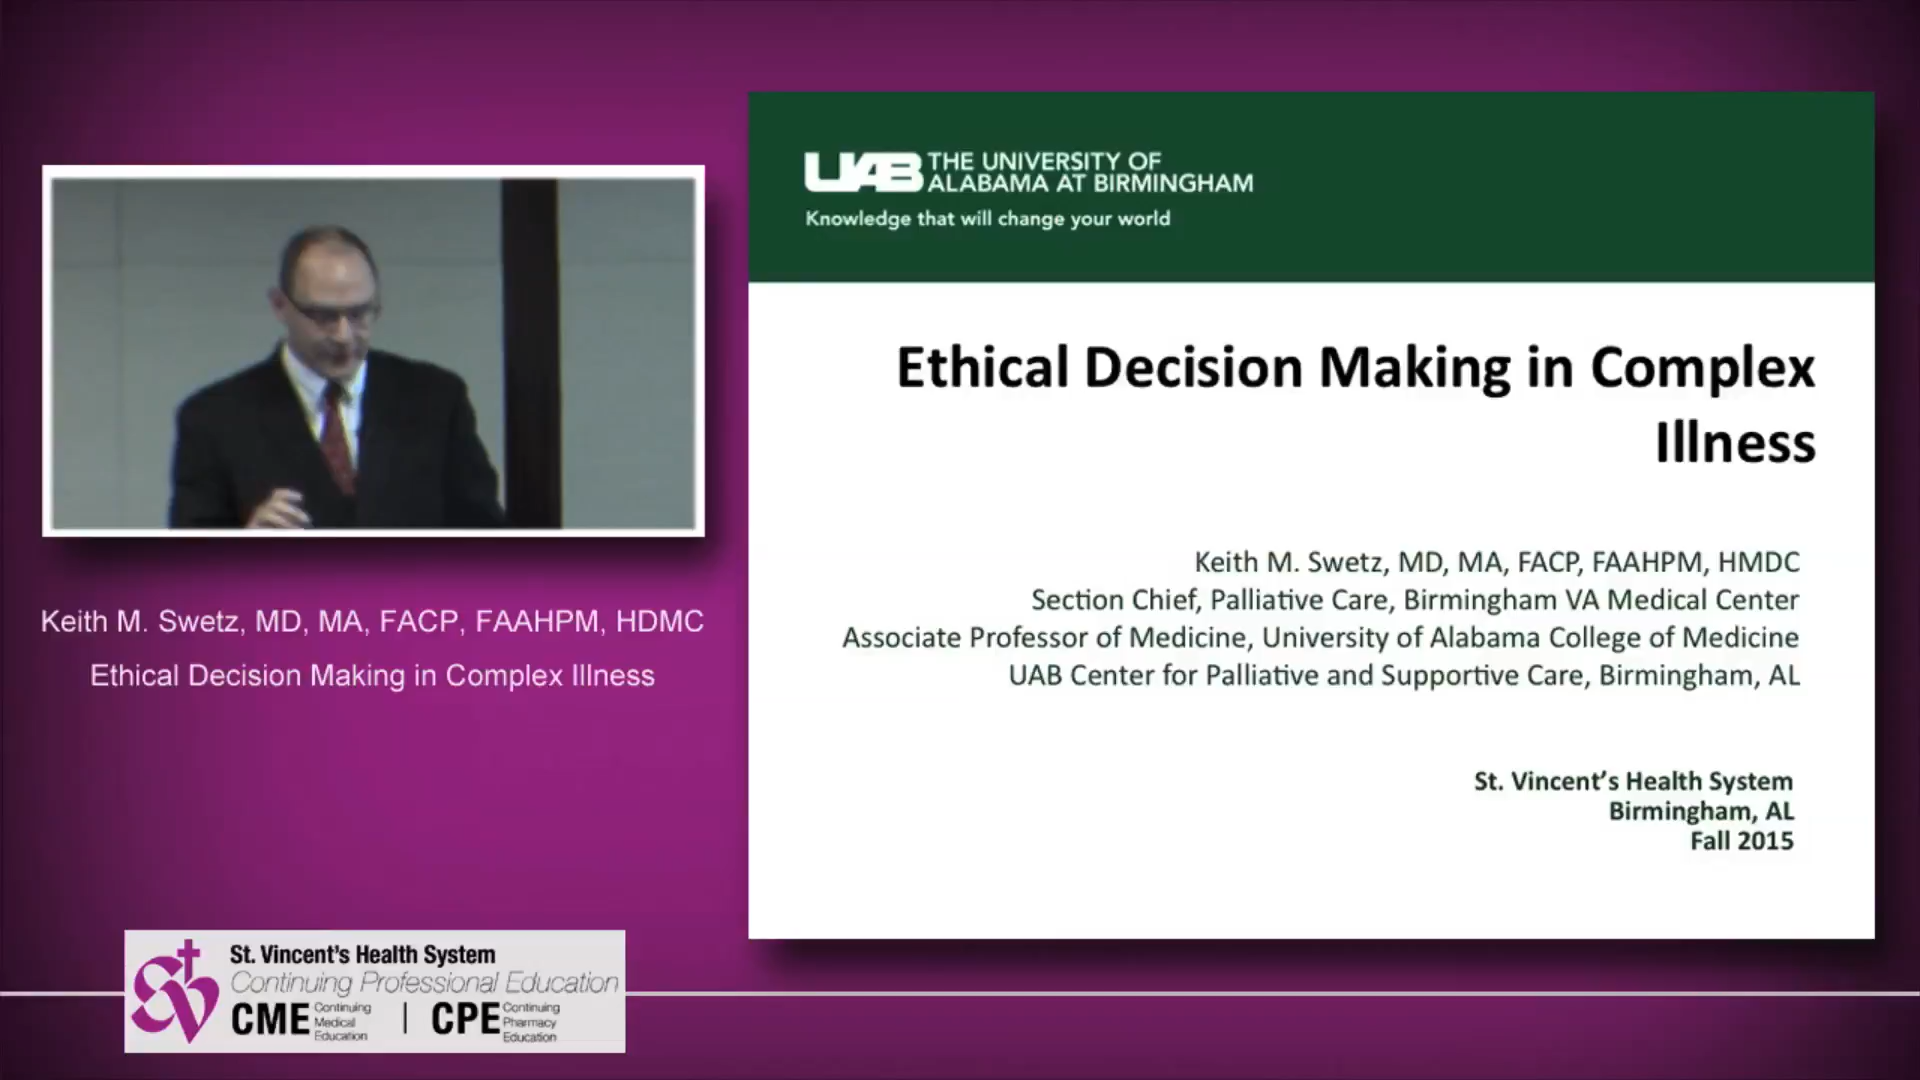 UAB THE UNIVERSITY OF
ALABAMA AT BIRMINGHAM
Knowledge that will change your world
Ethical Decision Making in Complex
Illness
Keith M. Swetz, MD, MA, FACP, FAAHPM, HMDC
Section Chief, Palliative Care, Birmingham VA Medical Center
Associate Professor of Medicine, University of Alabama College of Medicine
UAB Center for Palliative and Supportive Care, Birmingham, AL
St. Vincent’s Health System
Birmingham, AL
Fall 2015
Keith M. Swetz, MD, MA, FACP, FAAHPM, HDMC
Ethical Decision Making in Complex Illness
St. Vincent’s Health System
Continuing Professional Education
CME Continuing Medical Education | CPE Continuing Pharmacy Education